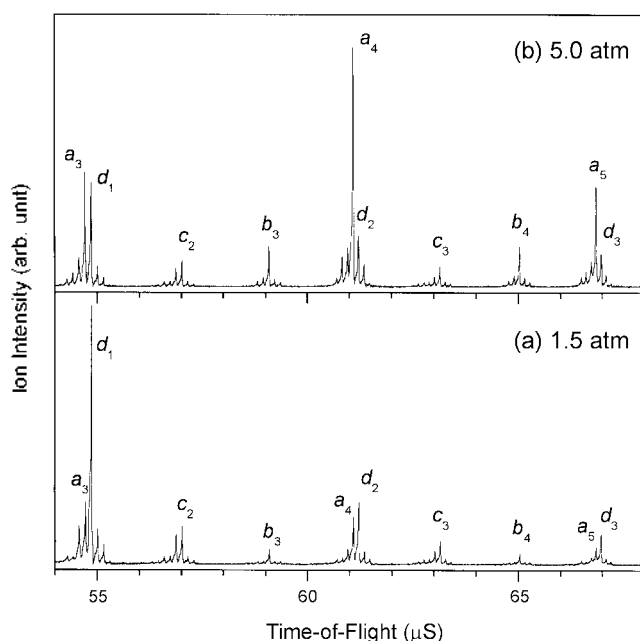 (b) 5.0 atm
a4
a3
d1
a5
d2
b3
c2
b4
d3
c3
(a) 1.5 atm
d1
a3
d2
a4
c2
c3
d3
a5
b3
b4
Ion Intensity (arb. unit)
55
60
65
Time-of-Flight (μS)